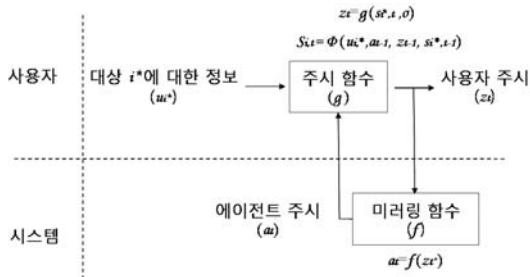 zt=g(si*,t,σ)
Si,t=Φ(ui*,at-1, zt-1, si*,t-1)
사용자
대상 i*에 대한 정보
(ui*)
주시 함수
(g)
사용자 주시
(zt)
시스템
에이전트 주시
(at)
미러링 함수
(f)
at=f(zt)